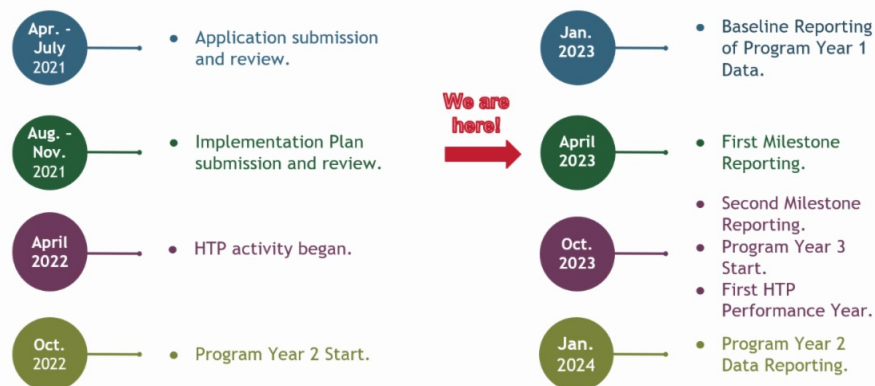 Apr. –
July
2021
• Application submission
and review.
Aug. –
Nov.
2021
• Implementation Plan
submission and review.
April
2022
• HTP activity began.
Oct.
2022
• Program Year 2 Start.
We are
here!
Jan.
2023
• Baseline Reporting
of Program Year 1
Data.
April
2023
• First Milestone
Reporting.
Oct.
2023
• Second Milestone
Reporting.
• Program Year 3
Start.
• First HTP
Performance Year.
Jan.
2024
• Program Year 2
Data Reporting.